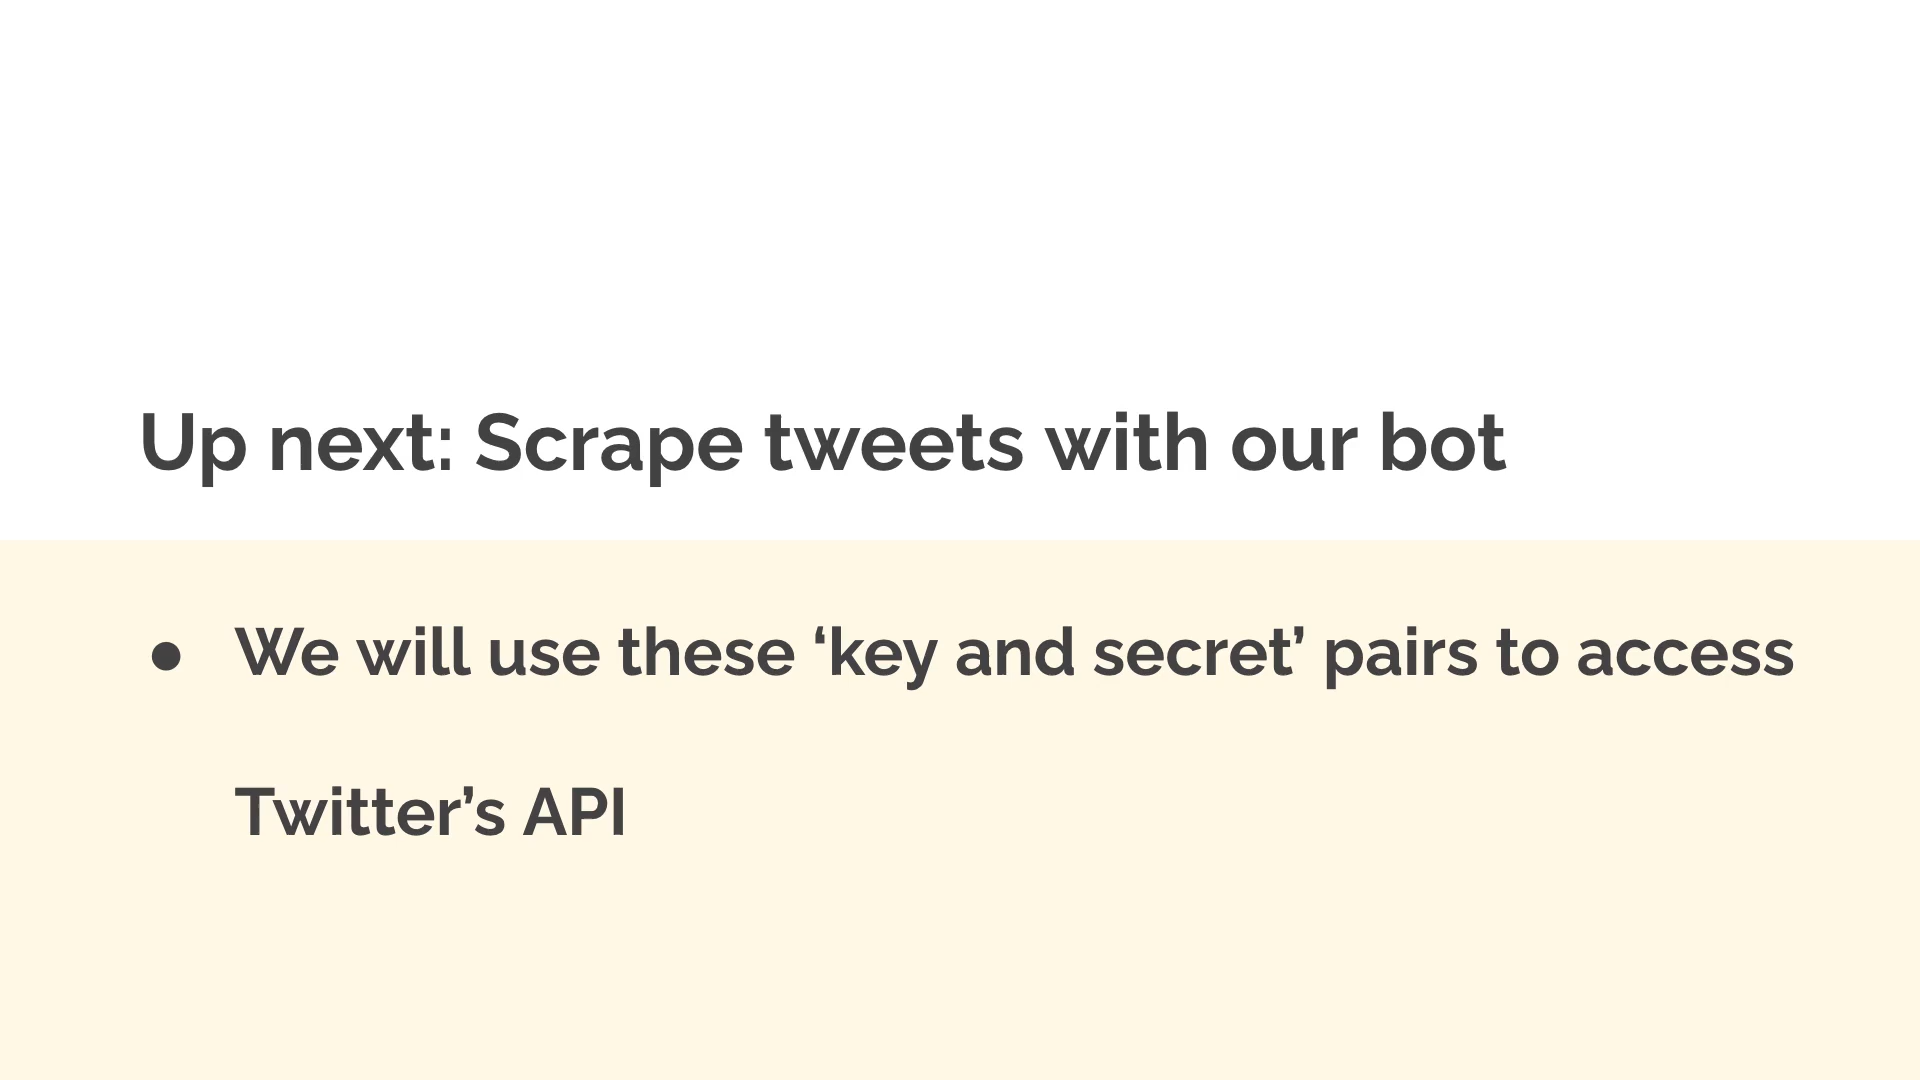 Up next: Scrape tweets with our bot
● We will use these ‘key and secret’ pairs to access
Twitter’s API